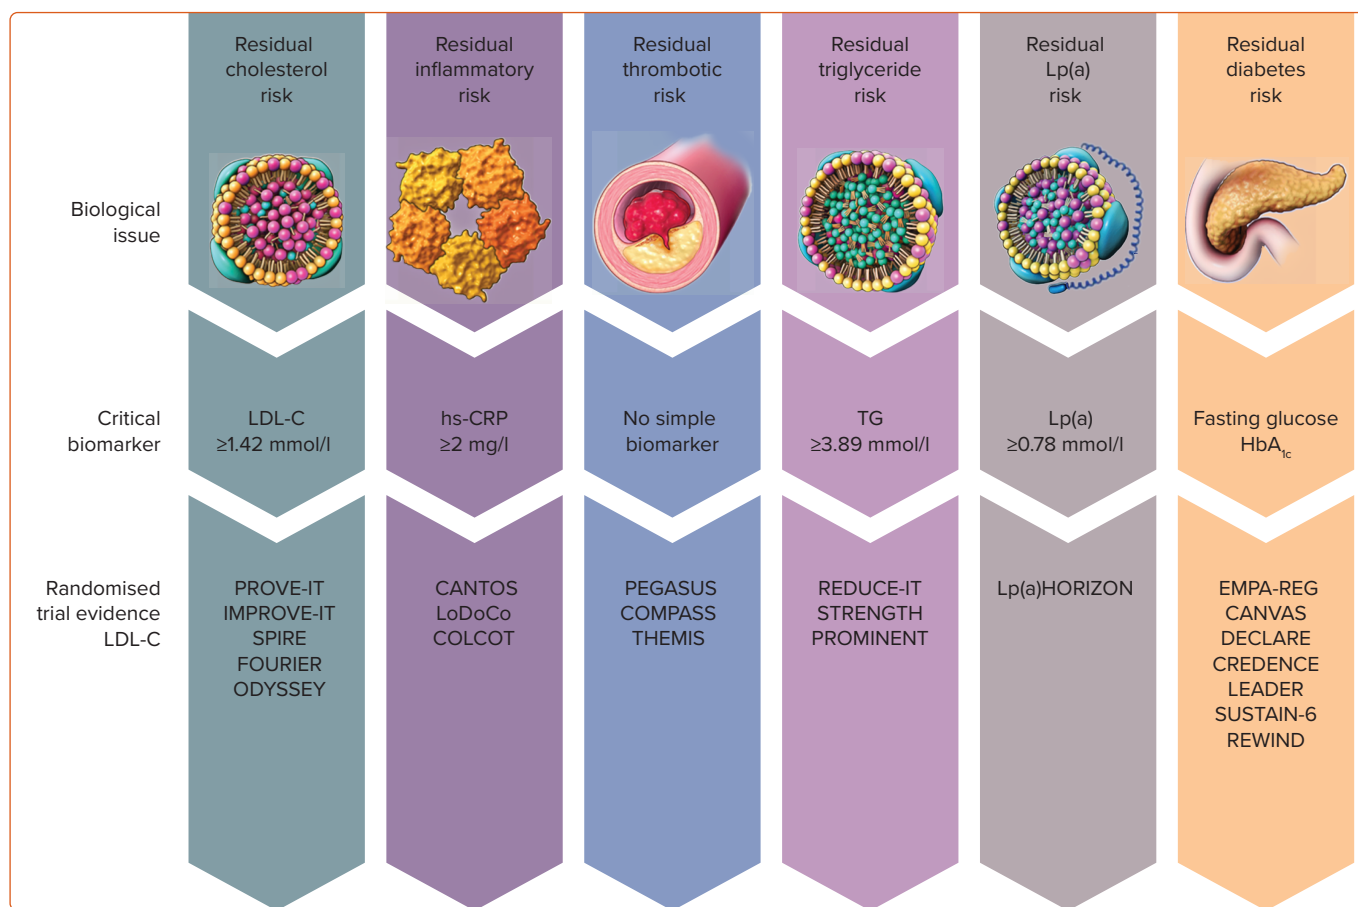 Residual
cholesterol
risk
Residual
inflammatory
risk
Residual
thrombotic
risk
Residual
triglyceride
risk
Residual
Lp(a)
risk
Residual
diabetes
risk
Biological
issue
Critical
biomarker
LDL-C
≥1.42 mmol/l
hs-CRP
≥2 mg/l
No simple
biomarker
TG
≥3.89 mmol/l
Lp(a)
≥0.78 mmol/l
Fasting glucose
HbA1c
Randomised
trial evidence
LDL-C
PROVE-IT
IMPROVE-IT
SPIRE
FOURIER
ODYSSEY
CANTOS
LoDoCo
COLCOT
PEGASUS
COMPASS
THEMIS
REDUCE-IT
STRENGTH
PROMINENT
Lp(a)HORIZON
EMPA-REG
CANVAS
DECLARE
CREDENCE
LEADER
SUSTAIN-6
REWIND